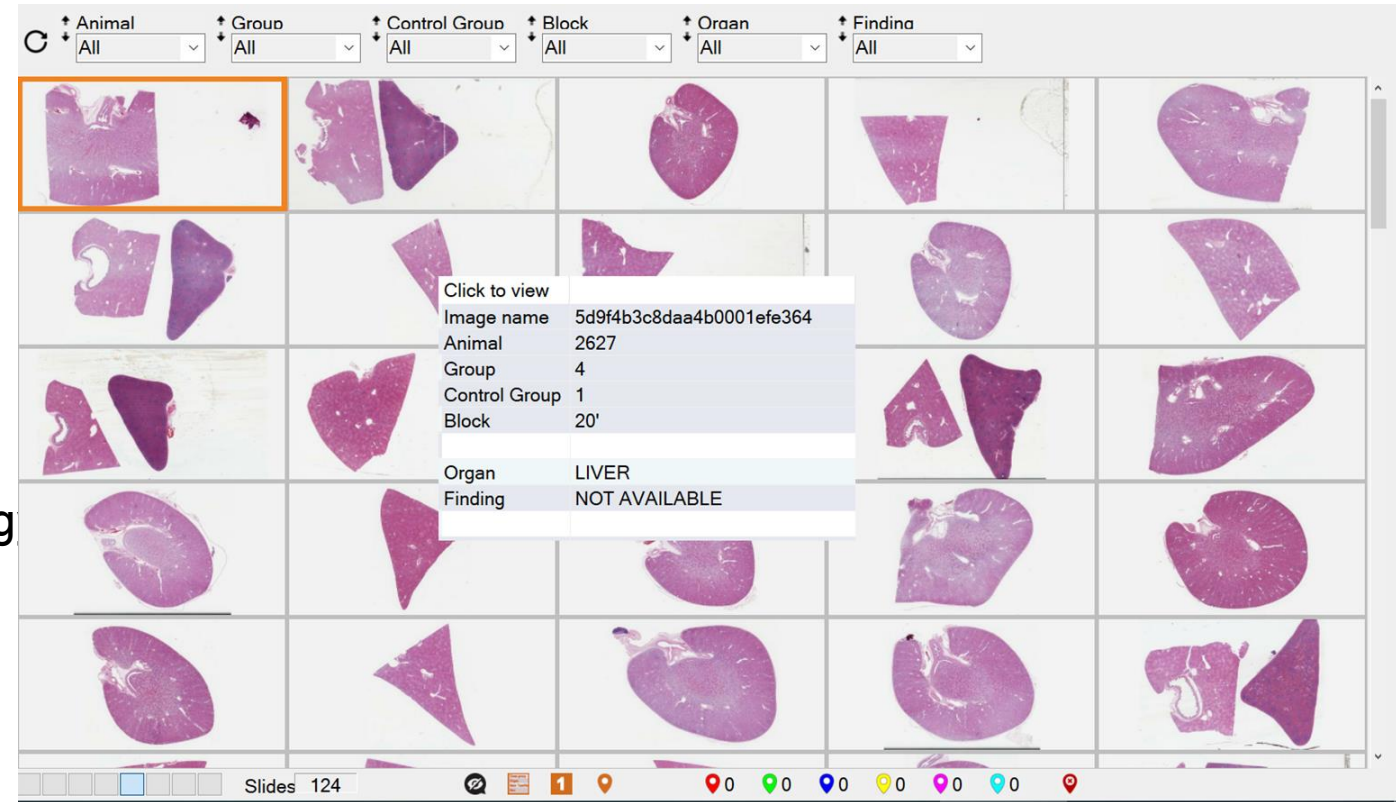 Animal Group Control Group Block Organ Finding
All All All All All All
Click to view
Image name 5d9f4b3c8daa4b0001efe364
Animal 2627
Group 4
Control Group 1
Block 20'
Organ LIVER
Finding NOT AVAILABLE
Slides 124 1 0 0 0 0 0 0